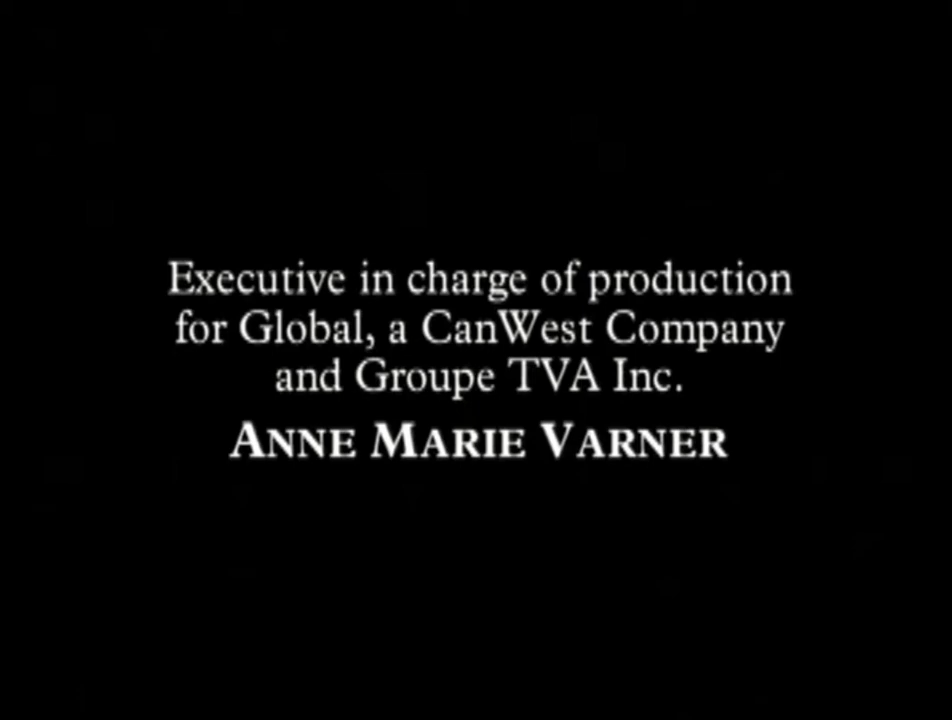 Executive in charge of production
for Global, a CanWest Company
and Groupe TVA Inc.
ANNE MARIE VARNER